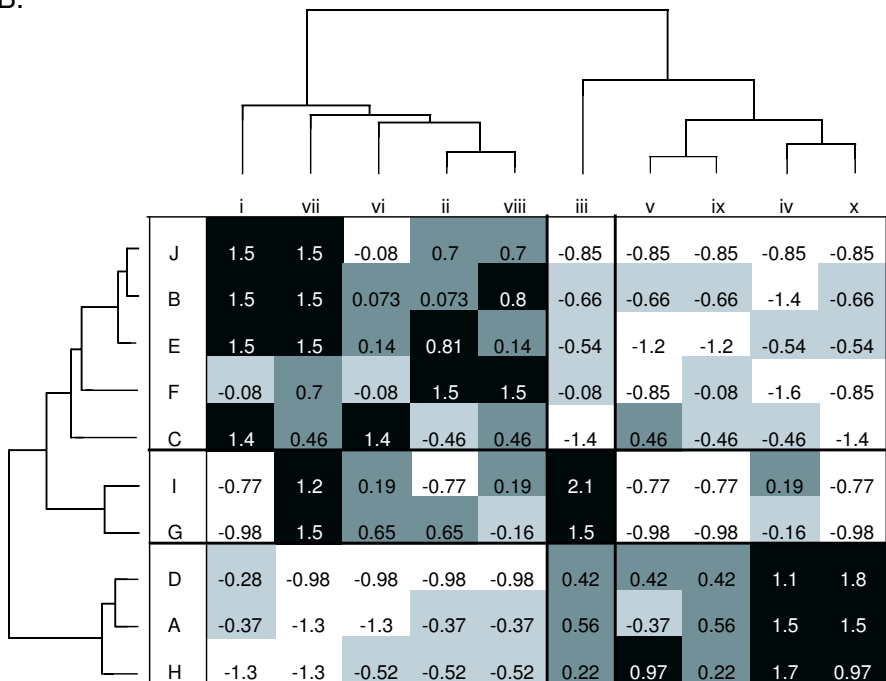 B.
i vii vi ii viii iii v ix iv x
J 1.5 1.5 -0.08 0.7 0.7 -0.85 -0.85 -0.85 -0.85 -0.85
B 1.5 1.5 0.073 0.073 0.8 -0.66 -0.66 -0.66 -1.4 -0.66
E 1.5 1.5 0.14 0.81 0.14 -0.54 -1.2 -1.2 -0.54 -0.54
F -0.08 0.7 -0.08 1.5 1.5 -0.08 -0.85 -0.08 -1.6 -0.85
C 1.4 0.46 1.4 -0.46 0.46 -1.4 0.46 -0.46 -0.46 -1.4
I -0.77 1.2 0.19 -0.77 0.19 2.1 -0.77 -0.77 0.19 -0.77
G -0.98 1.5 0.65 0.65 -0.16 1.5 -0.98 -0.98 -0.16 -0.98
D -0.28 -0.98 -0.98 -0.98 -0.98 0.42 0.42 0.42 1.1 1.8
A -0.37 -1.3 -1.3 -0.37 -0.37 0.56 -0.37 0.56 1.5 1.5
H -1.3 -1.3 -0.52 -0.52 -0.52 0.22 0.97 0.22 1.7 0.97